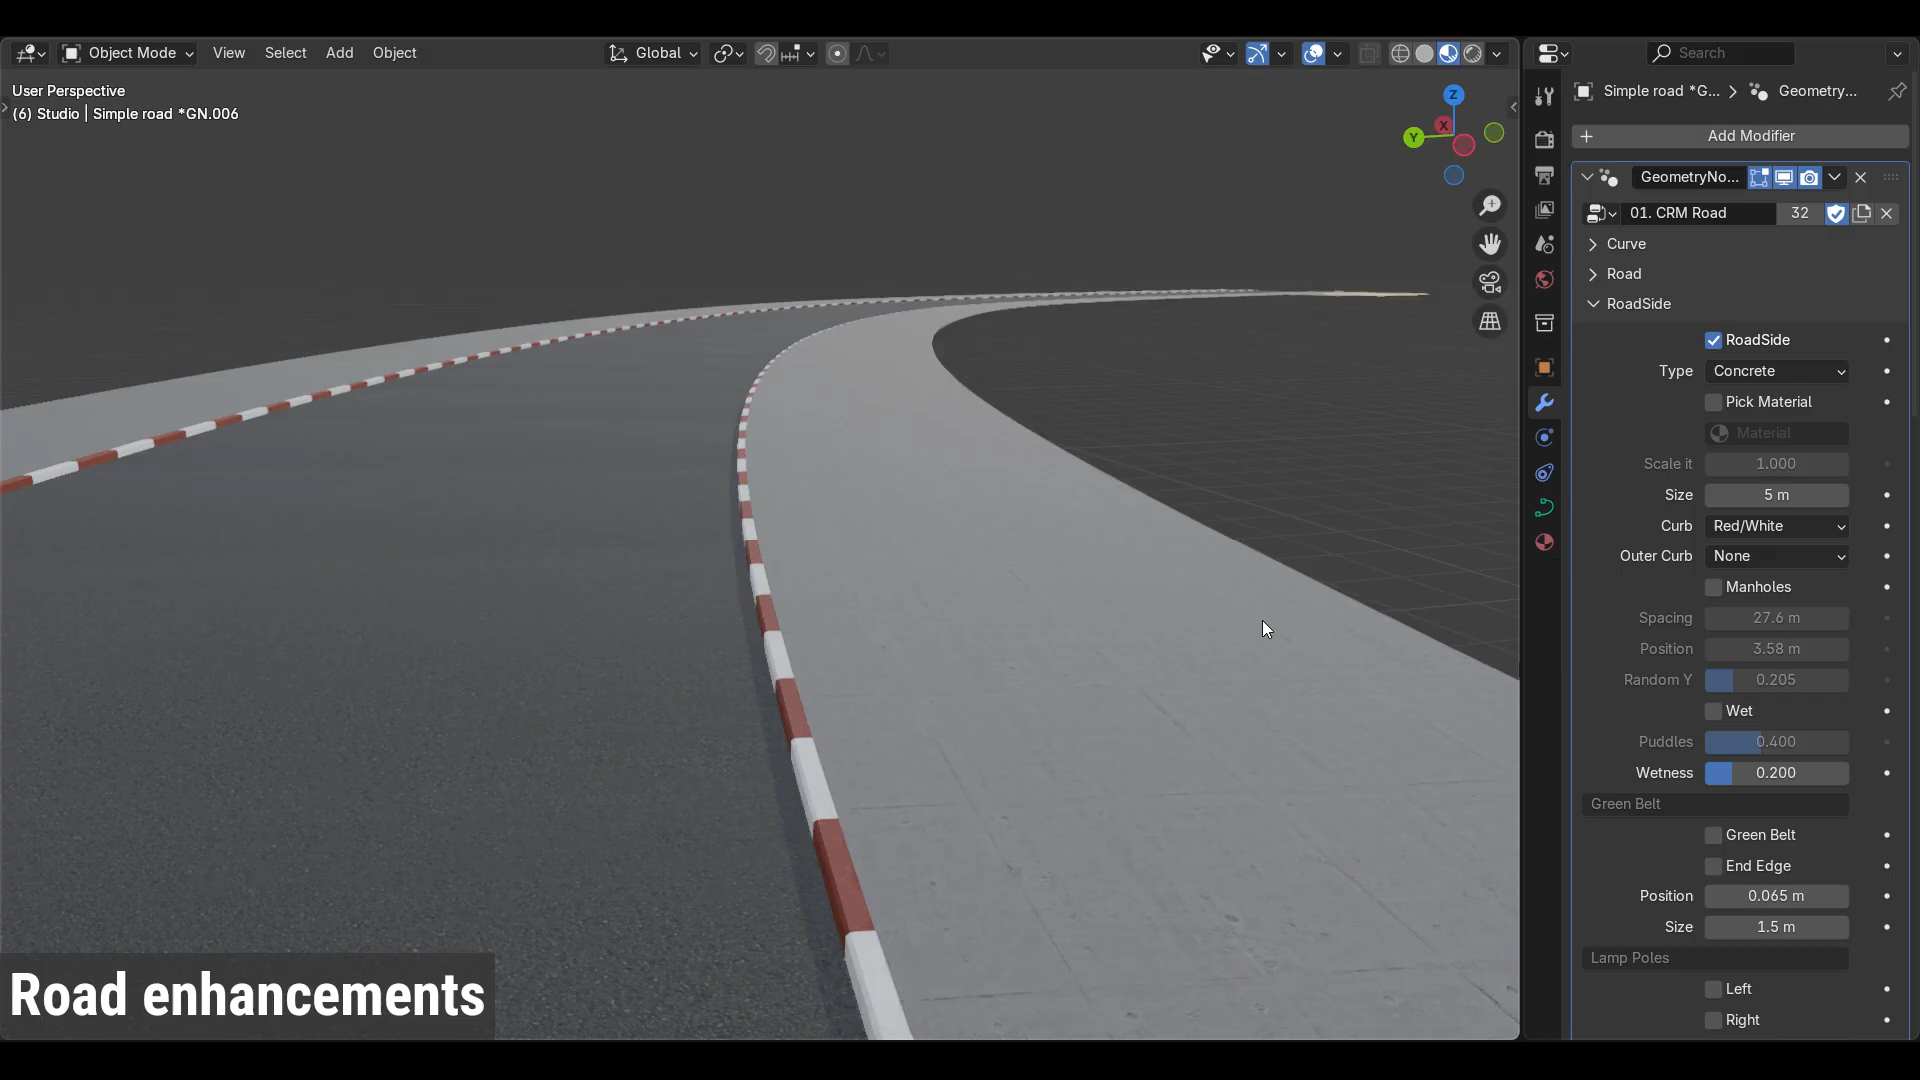 Object Mode View Select Add Object Global Search
User Perspective
(6) Studio | Simple road *GN.006
Z
Y X
Simple road *G... Geometry...
Add Modifier
GeometryNo...
01. CRM Road 32
Curve
Road
RoadSide
RoadSide
Type Concrete
Pick Material
Material
Scale it 1.000
Size 5 m
Curb Red/White
Outer Curb None
Manholes
Spacing 27.6 m
Position 3.58 m
Random Y 0.205
Wet
Puddles 0.400
Wetness 0.200
Green Belt
Green Belt
End Edge
Position 0.065 m
Size 1.5 m
Lamp Poles
Left
Right
Road enhancements